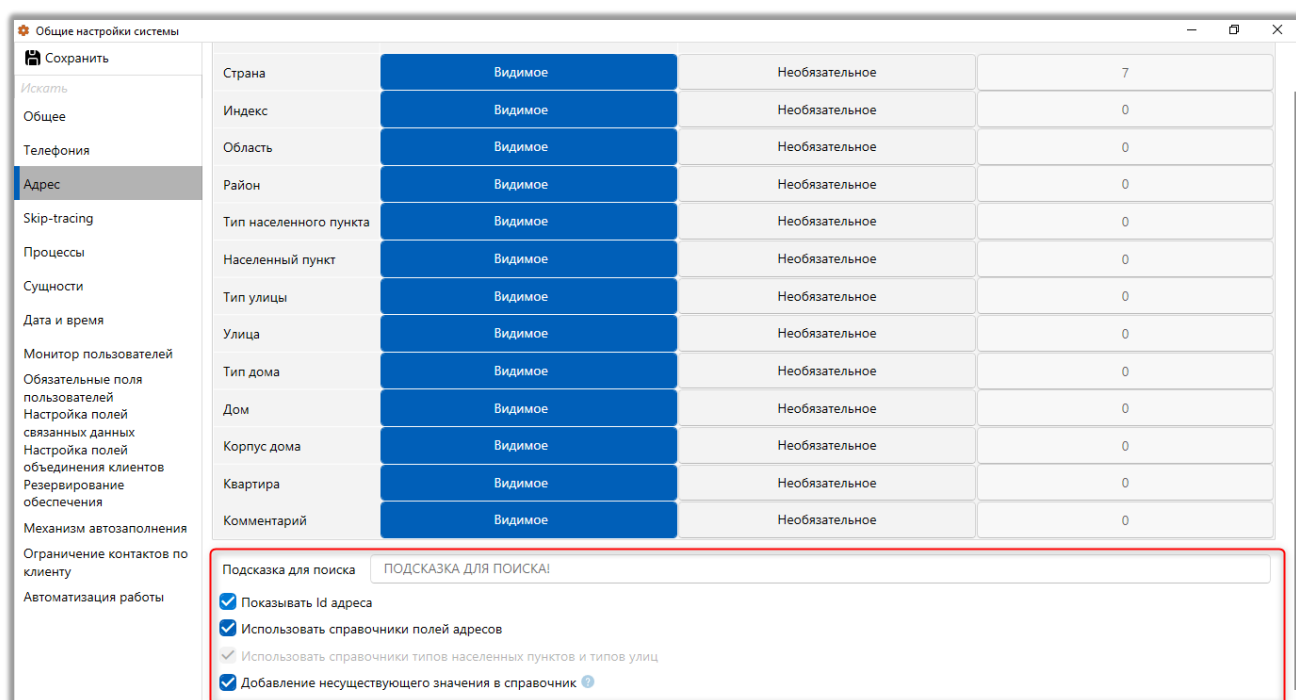 Общие настройки системы
Сохранить
Искать
Общее
Телефония
Адрес
Skip-tracing
Процессы
Сущности
Дата и время
Монитор пользователей
Обязательные поля
пользователей
Настройка полей
связанных данных
Настройка полей
объединения клиентов
Резервирование
обеспечения
Механизм автозаполнения
Ограничение контактов по
клиенту
Автоматизация работы
Страна Видимое Необязательное 7
Индекс Видимое Необязательное 0
Область Видимое Необязательное 0
Район Видимое Необязательное 0
Тип населенного пункта Видимое Необязательное 0
Населенный пункт Видимое Необязательное 0
Тип улицы Видимое Необязательное 0
Улица Видимое Необязательное 0
Тип дома Видимое Необязательное 0
Дом Видимое Необязательное 0
Корпус дома Видимое Необязательное 0
Квартира Видимое Необязательное 0
Комментарий Видимое Необязательное 0
Подсказка для поиска ПОДСКАЗКА ДЛЯ ПОИСКА!
Показывать Id адреса
Использовать справочники полей адресов
Использовать справочники типов населенных пунктов и типов улиц
Добавление несуществующего значения в справочник ?